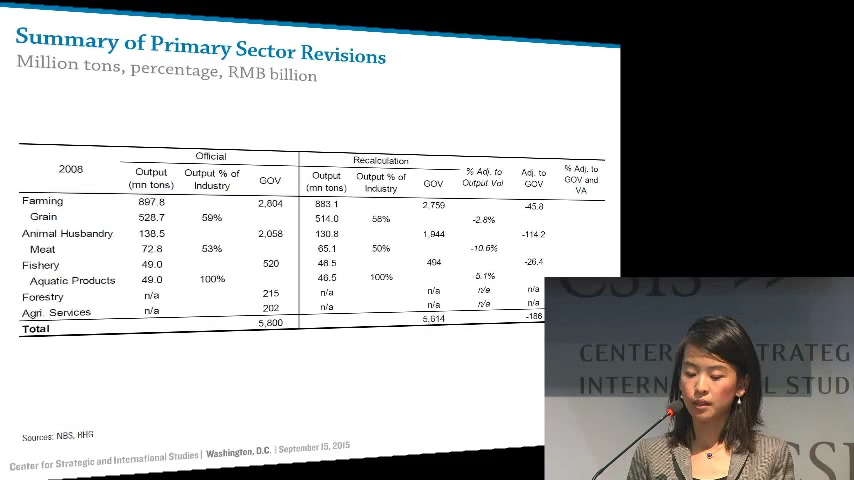 Summary of Primary Sector Revisions
Million tons, percentage, RMB billion
Official Recalculation
2008 Output (mn tons) Output % of Industry GOV Output (mn tons) Output % of Industry GOV % Adj. to Output Val. Adj. to GOV % Adj. to GOV and VA
Farming 897.8 2,804 883.1 2,759 -45.8
Grain 528.7 59% 514.0 58% -2.8%
Animal Husbandry 138.5 2,058 130.8 1,944 -114.2
Meat 72.8 53% 65.1 50% -10.6%
Fishery 49.0 520 46.5 494 -26.4
Aquatic Products 49.0 100% 46.5 100% -5.1%
Forestry n/a 215 n/a n/a n/a n/a
Agri. Services n/a 202 n/a n/a n/a n/a
Total 5,800 5,614 -186
Sources: NBS, RHG
Center for Strategic and International Studies | Washington, D.C. | September 15, 2015
CSIS
CENTER STRATEG
INTERN L STUD
CSI